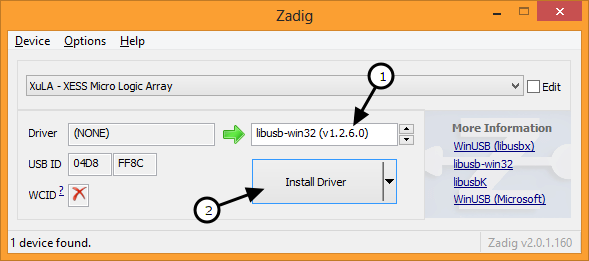 Zadig
Device Options Help
1
XuLA - XESS Micro Logic Array Edit
Driver (NONE) libusb-win32 (v1.2.6.0)
More Information
WinUSB (libusbx)
USB ID 04D8 FF8C
libusb-win32
Install Driver
libusbK
WCID ?
WinUSB (Microsoft)
2
1 device found. Zadig v2.0.1.160